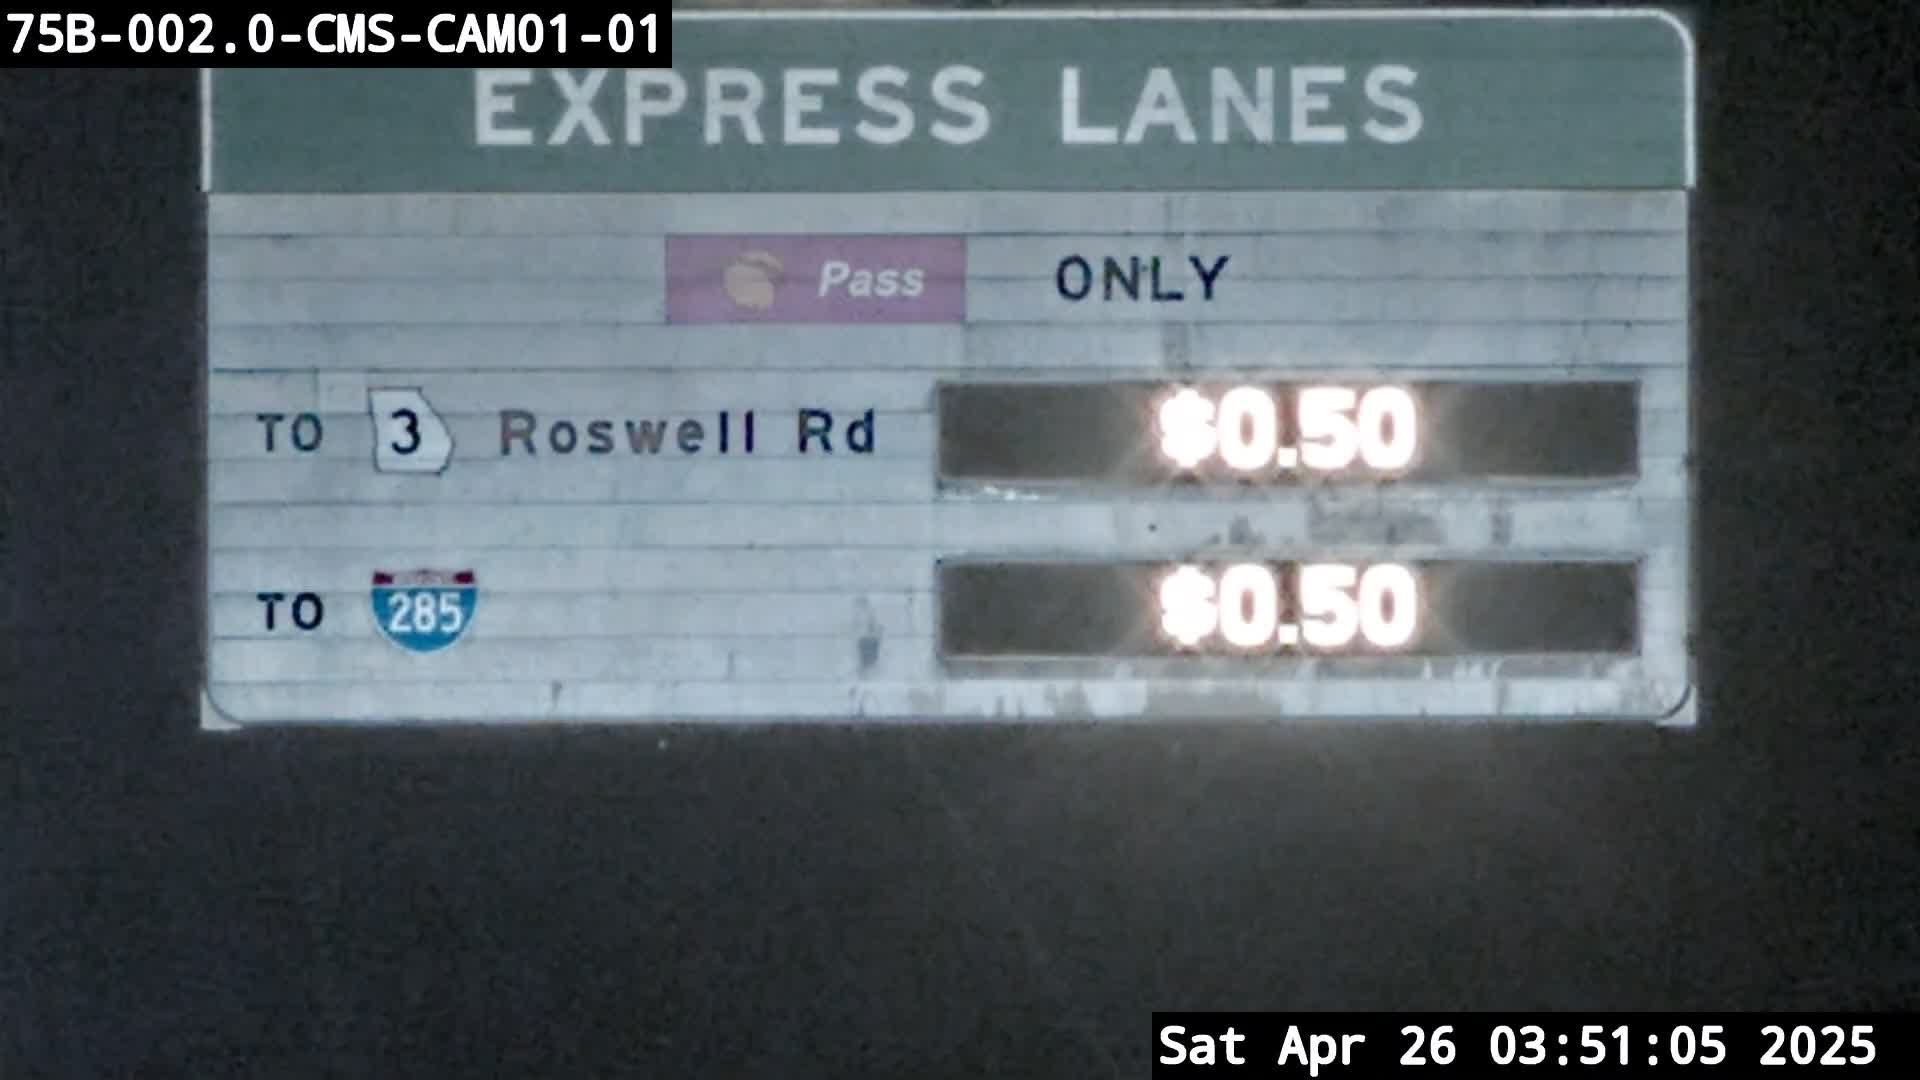 75B-002.0-CMS-CAM01-01
EXPRESS LANES
Pass ONLY
TO 3 Roswell Rd $0.50
TO 285 $0.50
Sat Apr 26 03:51:05 2025